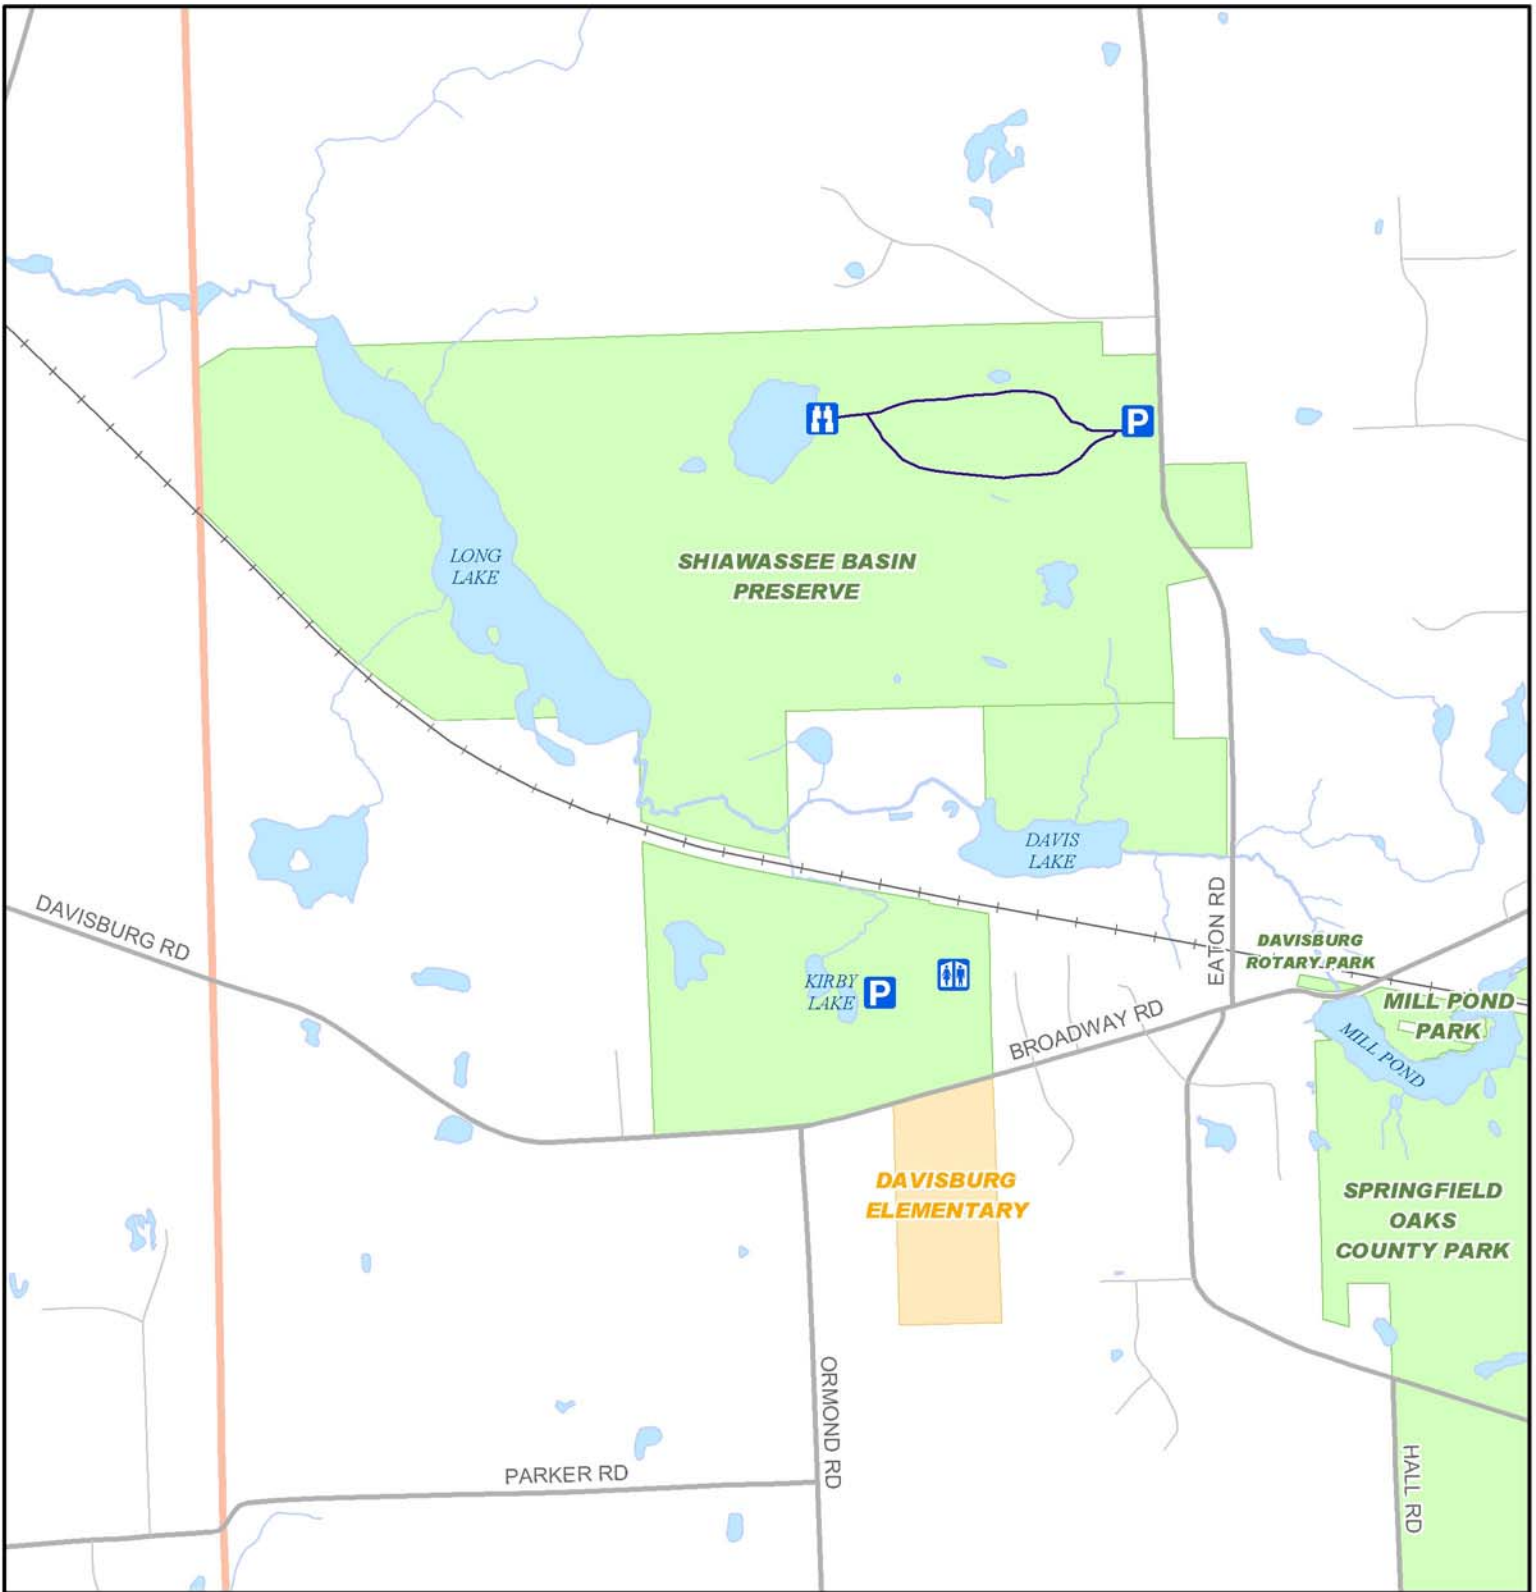 P
LONG
LAKE
SHIAWASSEE BASIN
PRESERVE
DAVIS
LAKE
DAVISBURG RD
EATON RD
DAVISBURG
ROTARY PARK
KIRBY
LAKE
P
BROADWAY RD
MILL POND
PARK
MILL POND
DAVISBURG
ELEMENTARY
SPRINGFIELD
OAKS
COUNTY PARK
ORMOND RD
PARKER RD
HALL RD